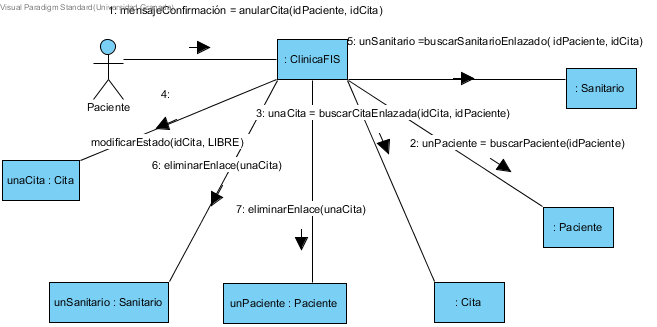 Visual Paradigm Standard(Universidad Granada)
1: mensajeConfirmación = anularCita(idPaciente, idCita)
5: unSanitario =buscarSanitarioEnlazado( idPaciente, idCita)
: ClinicaFIS
: Sanitario
Paciente
4:
modificarEstado(idCita, LIBRE)
3: unaCita = buscarCitaEnlazada(idCita, idPaciente)
2: unPaciente = buscarPaciente(idPaciente)
6: eliminarEnlace(unaCita)
unaCita : Cita
7: eliminarEnlace(unaCita)
: Paciente
unSanitario : Sanitario
unPaciente : Paciente
: Cita